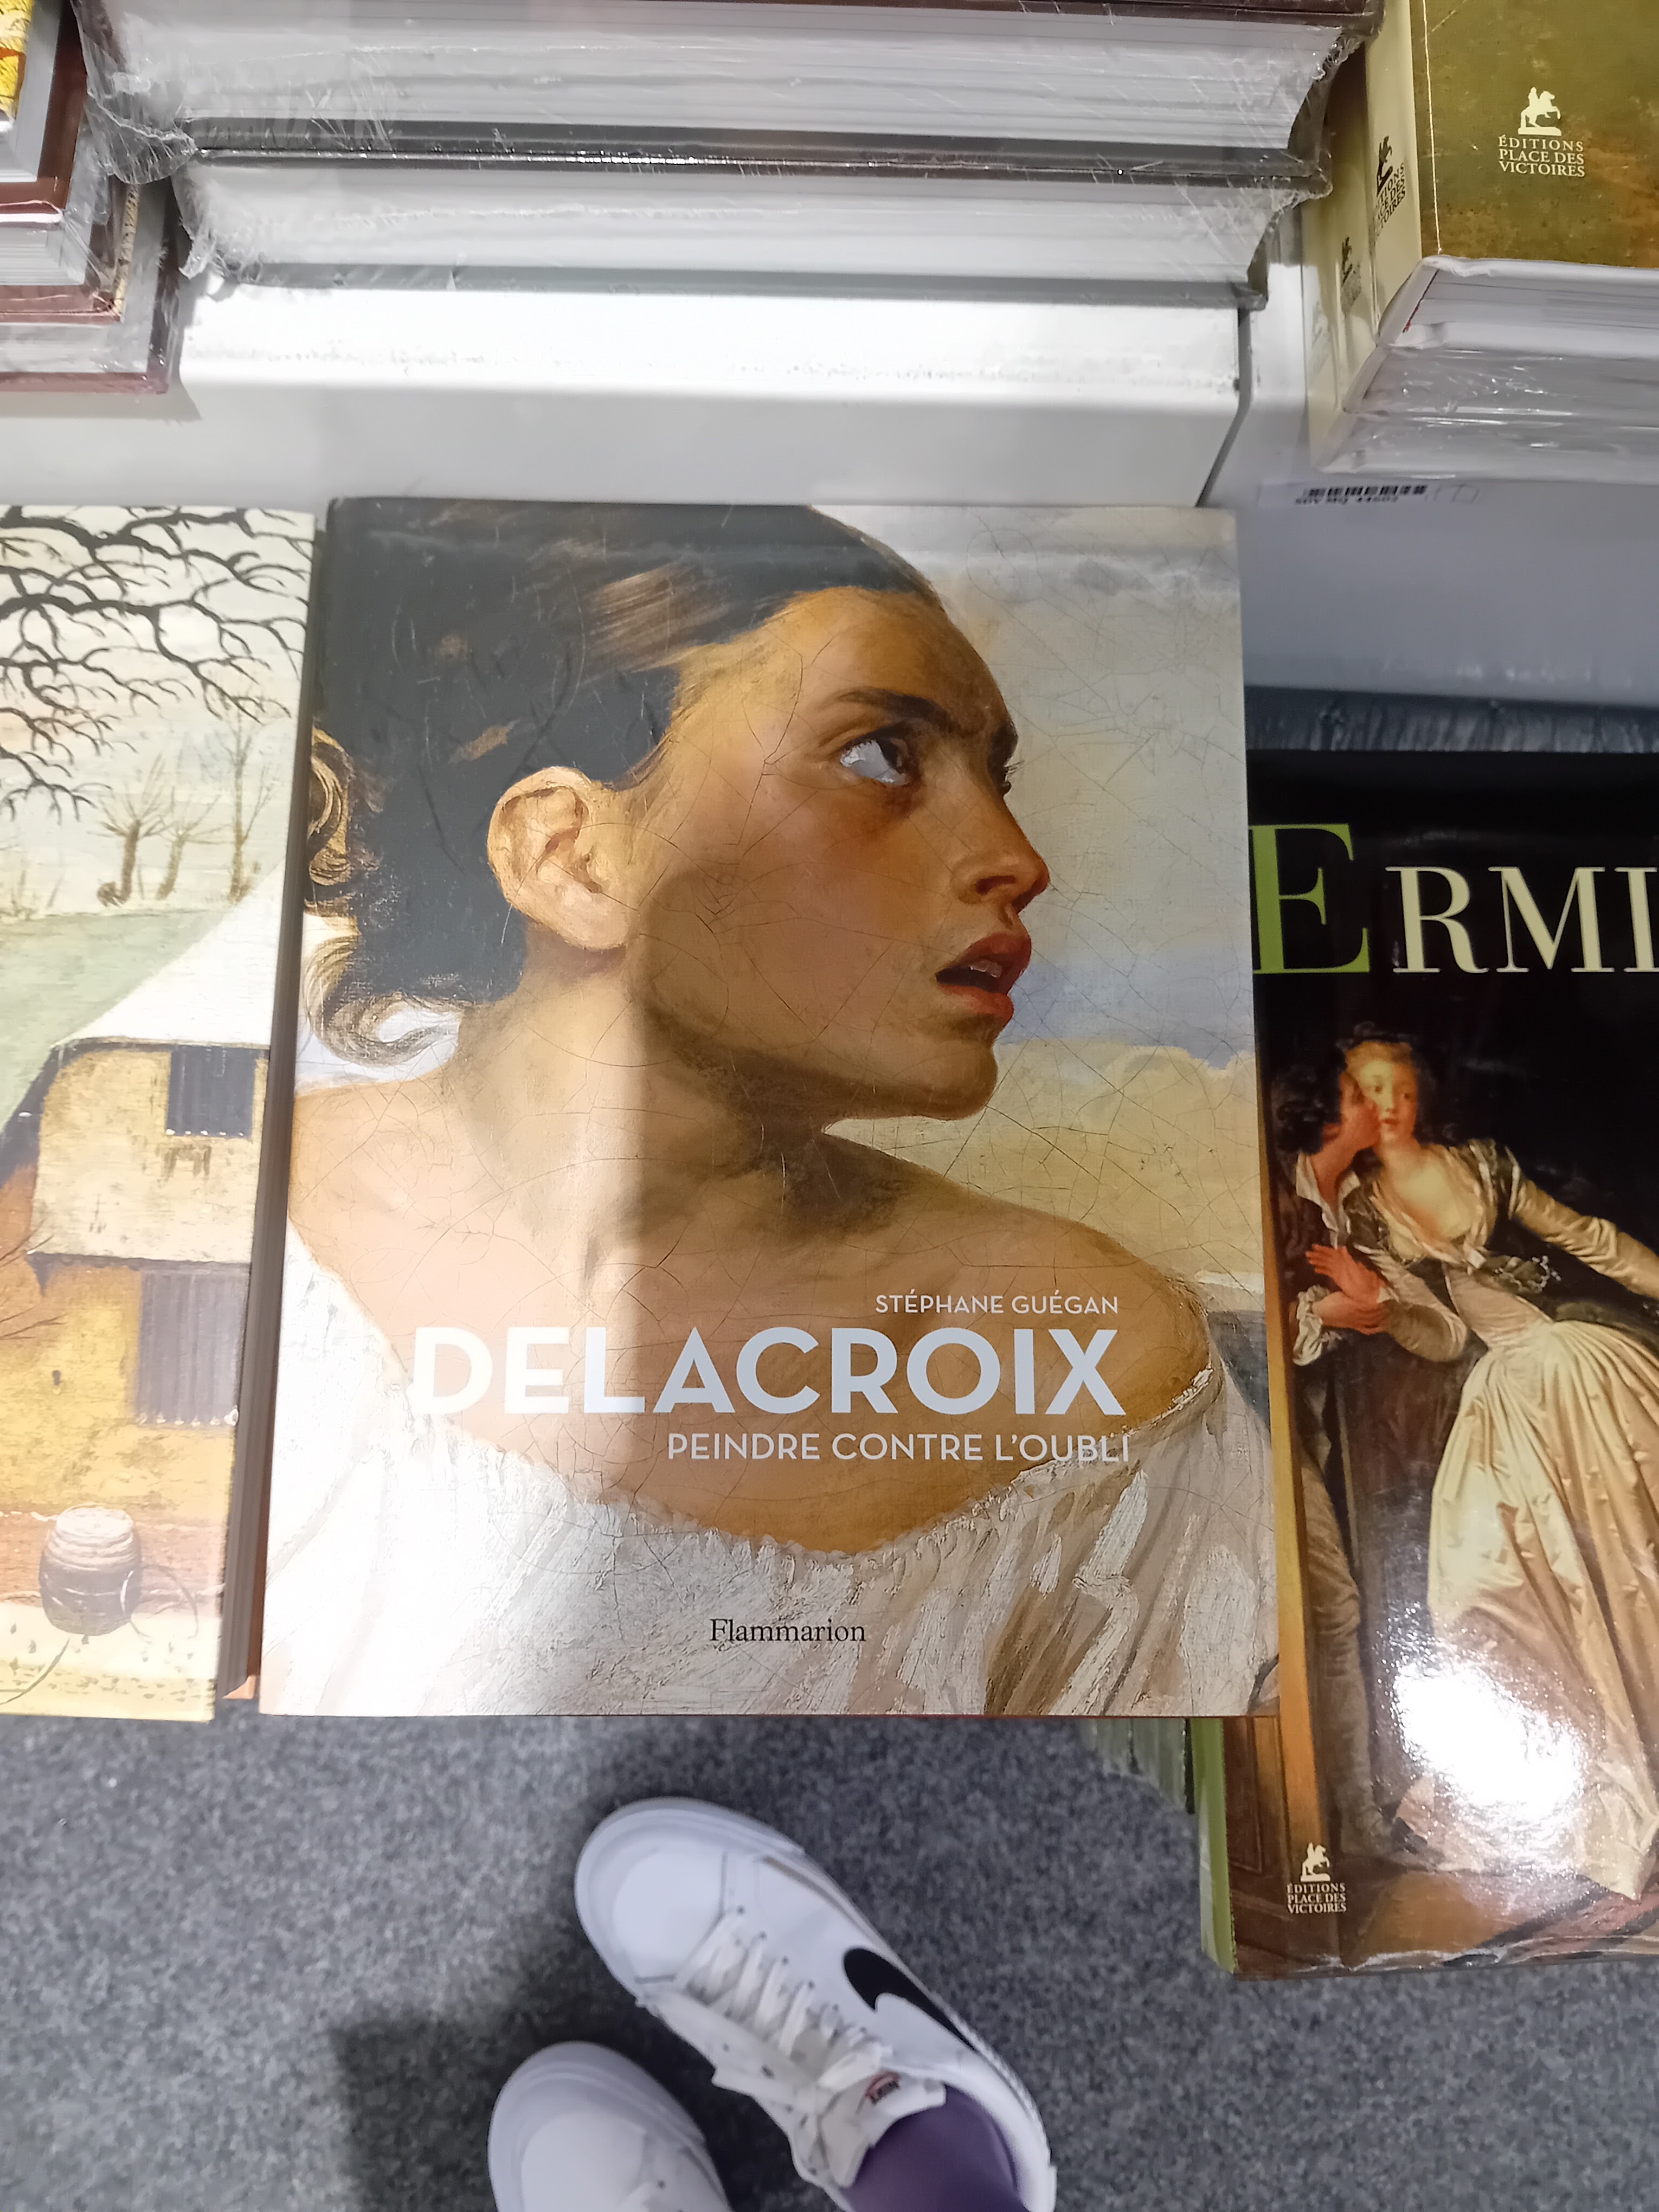 ÉDITIONS
PLACE DES
VICTOIRES
STÉPHANE GUÉGAN
DELACROIX
PEINDRE CONTRE L'OUBLI
Flammarion
ERMI
ÉDITIONS
PLACE DES
VICTOIRES